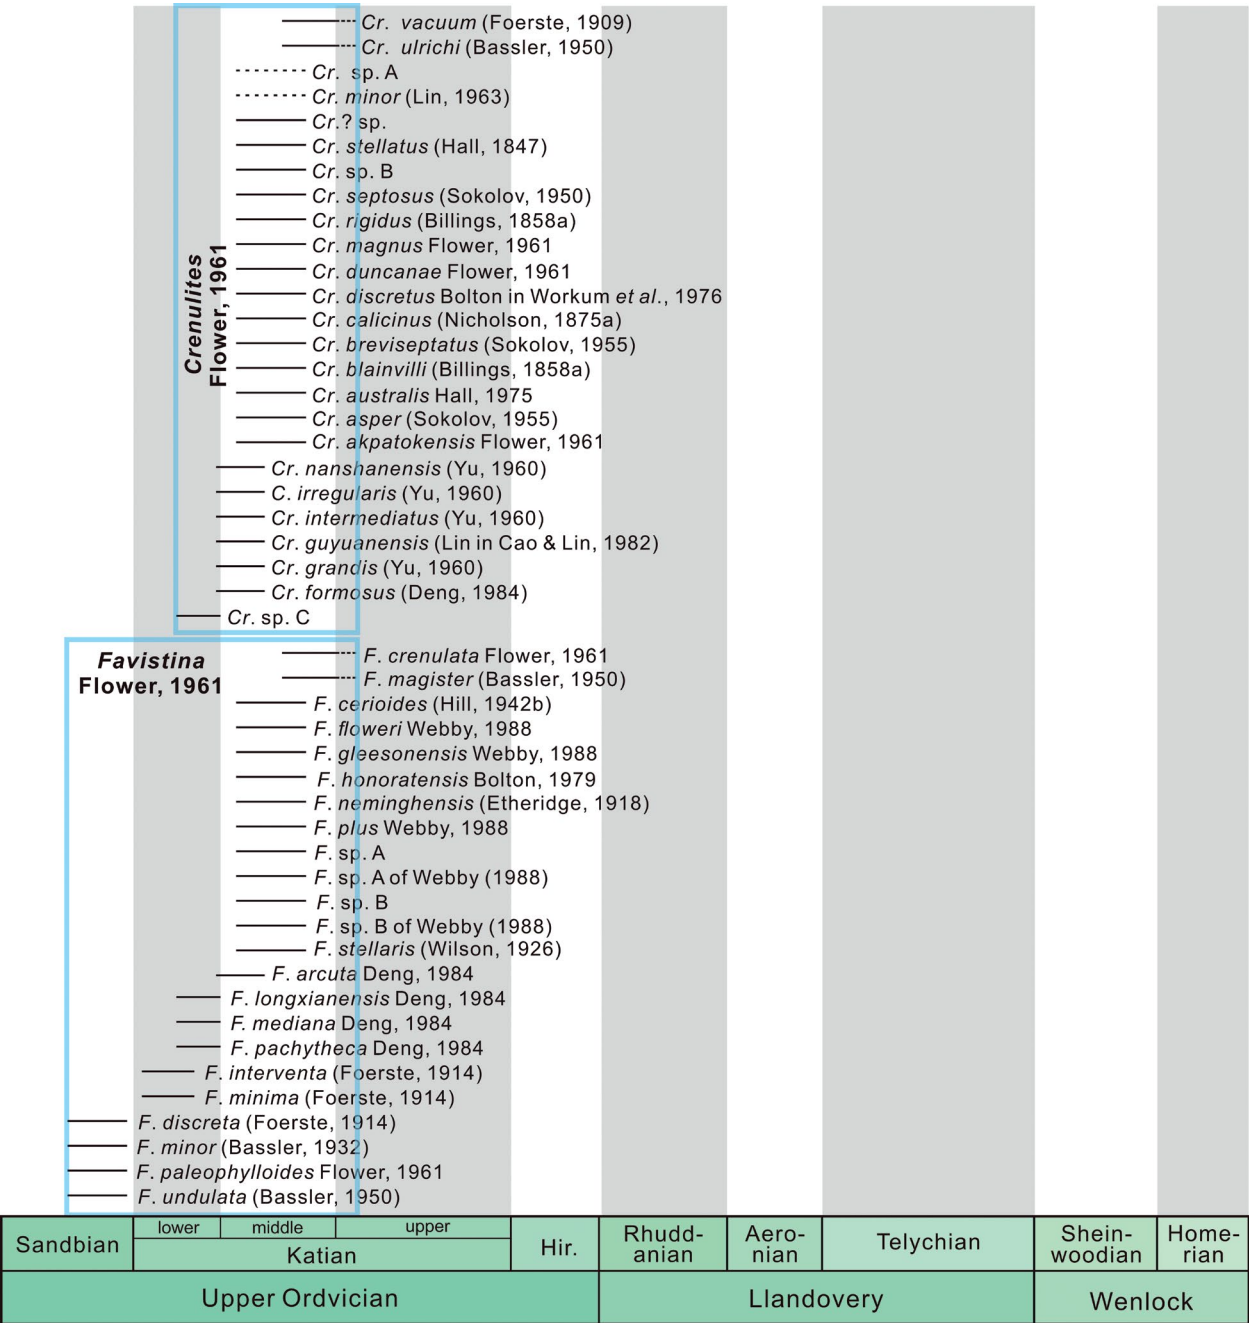 Cr. vacuum (Foerste, 1909)
Cr. ulrichi (Bassler, 1950)
Cr. sp. A
Cr. minor (Lin, 1963)
Cr.? sp.
Cr. stellatus (Hall, 1847)
Cr. sp. B
Cr. septosus (Sokolov, 1950)
Cr. rigidus (Billings, 1858a)
Cr. magnus Flower, 1961
Cr. duncanae Flower, 1961
Cr. discretus Bolton in Workum et al., 1976
Cr. calicinus (Nicholson, 1875a)
Cr. breviseptatus (Sokolov, 1955)
Cr. blainvilli (Billings, 1858a)
Cr. australis Hall, 1975
Cr. asper (Sokolov, 1955)
Cr. akpatokensis Flower, 1961
Cr. nanshanensis (Yu, 1960)
C. irregularis (Yu, 1960)
Cr. intermediatus (Yu, 1960)
Cr. guyuanensis (Lin in Cao & Lin, 1982)
Cr. grandis (Yu, 1960)
Cr. formosus (Deng, 1984)
Cr. sp. C
Crenulites
Flower, 1961
Favistina
Flower, 1961
F. crenulata Flower, 1961
F. magister (Bassler, 1950)
F. cerioides (Hill, 1942b)
F. floweri Webby, 1988
F. gleesonensis Webby, 1988
F. honoratensis Bolton, 1979
F. neminghensis (Etheridge, 1918)
F. plus Webby, 1988
F. sp. A
F. sp. A of Webby (1988)
F. sp. B
F. sp. B of Webby (1988)
F. stellaris (Wilson, 1926)
F. arcuta Deng, 1984
F. longxianensis Deng, 1984
F. mediana Deng, 1984
F. pachytheca Deng, 1984
F. interventa (Foerste, 1914)
F. minima (Foerste, 1914)
F. discreta (Foerste, 1914)
F. minor (Bassler, 1932)
F. paleophylloides Flower, 1961
F. undulata (Bassler, 1950)
lower middle upper
Sandbian
Katian
Hir.
Rhudd-
anian
Aero-
nian
Telychian
Shein-
woodian
Home-
rian
Upper Ordvician
Llandovery
Wenlock